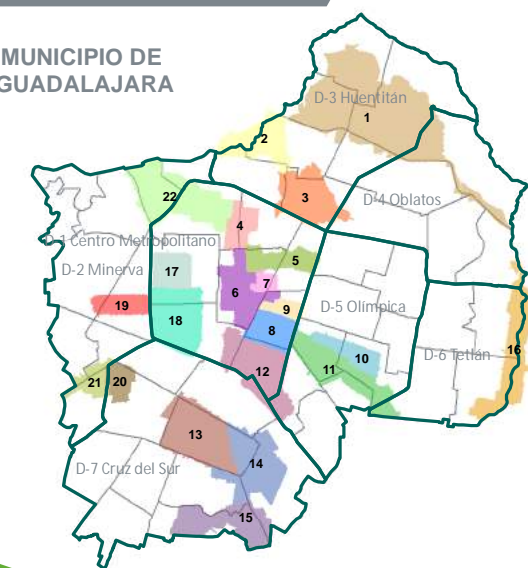 MUNICIPIO DE
GUADALAJARA
D-3 Huentitán
1
2
3
D-4 Oblatos
22
4
D-1 Centro Metropolitano
5
D-2 Minerva
17
6
7
D-5 Olímpica
19
18
9
8
16
10
D-6 Tetlán
11
12
21
20
13
14
D-7 Cruz del Sur
15